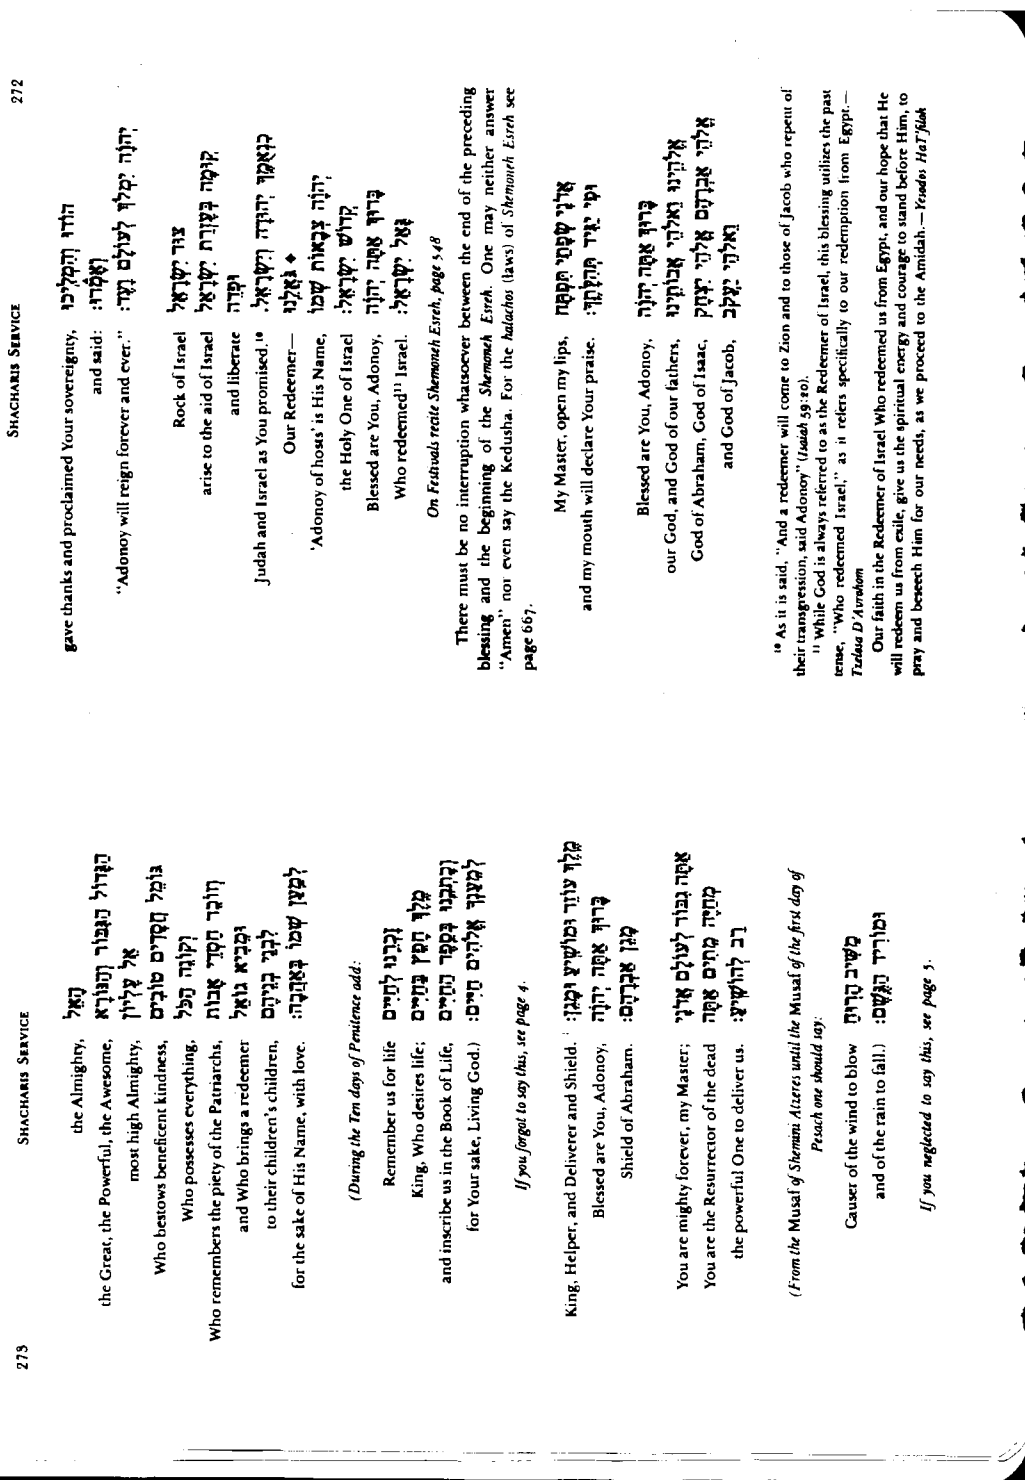 SHACHARIS SERVICE 272
gave thanks and proclaimed Your sovereignty, הוֹדוּ וְהִמְלִיכוּ
and said: וְאָמְרוּ:
"Adonoy will reign forever and ever." יְהוָה יִמְלֹךְ לְעוֹלָם וָעֶד:
Rock of Israel צוּר יִשְׂרָאֵל
arise to the aid of Israel קוּמָה בְּעֶזְרַת יִשְׂרָאֵל
and liberate וּפְדֵה
Judah and Israel as You promised.¹⁰ כִנְאֻמֶךָ יְהוּדָה וְיִשְׂרָאֵל.
Our Redeemer— גֹּאֲלֵנוּ ♦
'Adonoy of hosts' is His Name, יְהוָה צְבָאוֹת שְׁמוֹ
the Holy One of Israel קְדוֹשׁ יִשְׂרָאֵל:
Blessed are You, Adonoy, בָּרוּךְ אַתָּה יְהוָה
Who redeemed¹¹ Israel. גָּאַל יִשְׂרָאֵל:
On Festivals recite Shemoneh Esreh, page 548
There must be no interruption whatsoever between the end of the preceding
blessing and the beginning of the Shemoneh Esreh. One may neither answer
"Amen" nor even say the Kedusha. For the halachos (laws) of Shemoneh Esreh see
page 667.
My Master, open my lips, אֲדֹנָי שְׂפָתַי תִּפְתָּח
and my mouth will declare Your praise. וּפִי יַגִּיד תְּהִלָּתֶךָ:
Blessed are You, Adonoy, בָּרוּךְ אַתָּה יְהוָה
our God, and God of our fathers, אֱלֹהֵינוּ וֵאלֹהֵי אֲבוֹתֵינוּ
God of Abraham, God of Isaac, אֱלֹהֵי אַבְרָהָם אֱלֹהֵי יִצְחָק
and God of Jacob, וֵאלֹהֵי יַעֲקֹב
¹⁰ As it is said, "And a redeemer will come to Zion and to those of Jacob who repent of
their transgression, said Adonoy" (Isaiah 59:20).
¹¹ While God is always referred to as the Redeemer of Israel, this blessing utilizes the past
tense, "Who redeemed Israel," as it refers specifically to our redemption from Egypt.—
Tzelosa D'Avrohom
Our faith in the Redeemer of Israel Who redeemed us from Egypt, and our hope that He
will redeem us from exile, give us the spiritual energy and courage to stand before Him, to
pray and beseech Him for our needs, as we proceed to the Amidah.—Yesodos HaT'filah
273 SHACHARIS SERVICE
the Almighty, הָאֵל
the Great, the Powerful, the Awesome, הַגָּדוֹל הַגִּבּוֹר וְהַנּוֹרָא
most high Almighty, אֵל עֶלְיוֹן
Who bestows beneficent kindness, גּוֹמֵל חֲסָדִים טוֹבִים
Who possesses everything, וְקוֹנֵה הַכֹּל
Who remembers the piety of the Patriarchs, וְזוֹכֵר חַסְדֵי אָבוֹת
and Who brings a redeemer וּמֵבִיא גוֹאֵל
to their children's children, לִבְנֵי בְנֵיהֶם
for the sake of His Name, with love. לְמַעַן שְׁמוֹ בְּאַהֲבָה:
(During the Ten days of Penitence add:
Remember us for life זָכְרֵנוּ לְחַיִּים
King, Who desires life; מֶלֶךְ חָפֵץ בַּחַיִּים
and inscribe us in the Book of Life, וְכָתְבֵנוּ בְּסֵפֶר הַחַיִּים
for Your sake, Living God.) לְמַעַנְךָ אֱלֹהִים חַיִּים:
If you forgot to say this, see page 4.
King, Helper, and Deliverer and Shield. מֶלֶךְ עוֹזֵר וּמוֹשִׁיעַ וּמָגֵן:
Blessed are You, Adonoy, בָּרוּךְ אַתָּה יְהוָה
Shield of Abraham. מָגֵן אַבְרָהָם:
You are mighty forever, my Master; אַתָּה גִבּוֹר לְעוֹלָם אֲדֹנָי
You are the Resurrector of the dead מְחַיֵּה מֵתִים אַתָּה
the powerful One to deliver us. רַב לְהוֹשִׁיעַ:
(From the Musaf of Shemini Atzeres until the Musaf of the first day of
Pesach one should say:
Causer of the wind to blow מַשִּׁיב הָרוּחַ
and of the rain to fall.) וּמוֹרִיד הַגֶּשֶׁם:
If you neglected to say this, see page 5.